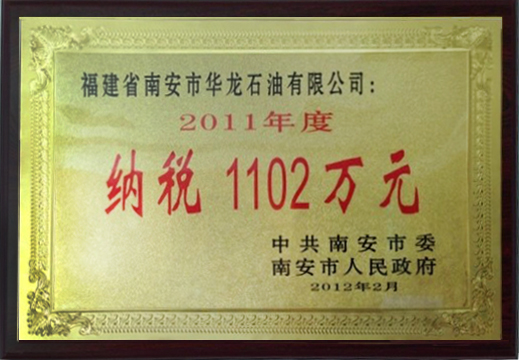 福建省南安市华龙石油有限公司：
2011年度
纳税 1102万元
中共南安市委
南安市人民政府
2012年2月